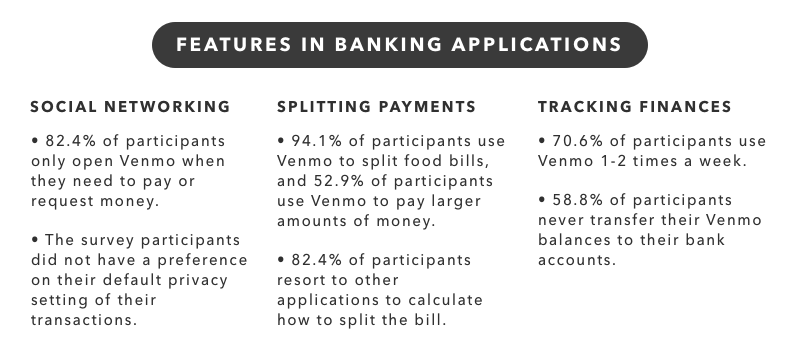 FEATURES IN BANKING APPLICATIONS
SOCIAL NETWORKING
• 82.4% of participants
only open Venmo when
they need to pay or
request money.
• The survey participants
did not have a preference
on their default privacy
setting of their
transactions.
SPLITTING PAYMENTS
• 94.1% of participants use
Venmo to split food bills,
and 52.9% of participants
use Venmo to pay larger
amounts of money.
• 82.4% of participants
resort to other
applications to calculate
how to split the bill.
TRACKING FINANCES
• 70.6% of participants use
Venmo 1-2 times a week.
• 58.8% of participants
never transfer their Venmo
balances to their bank
accounts.